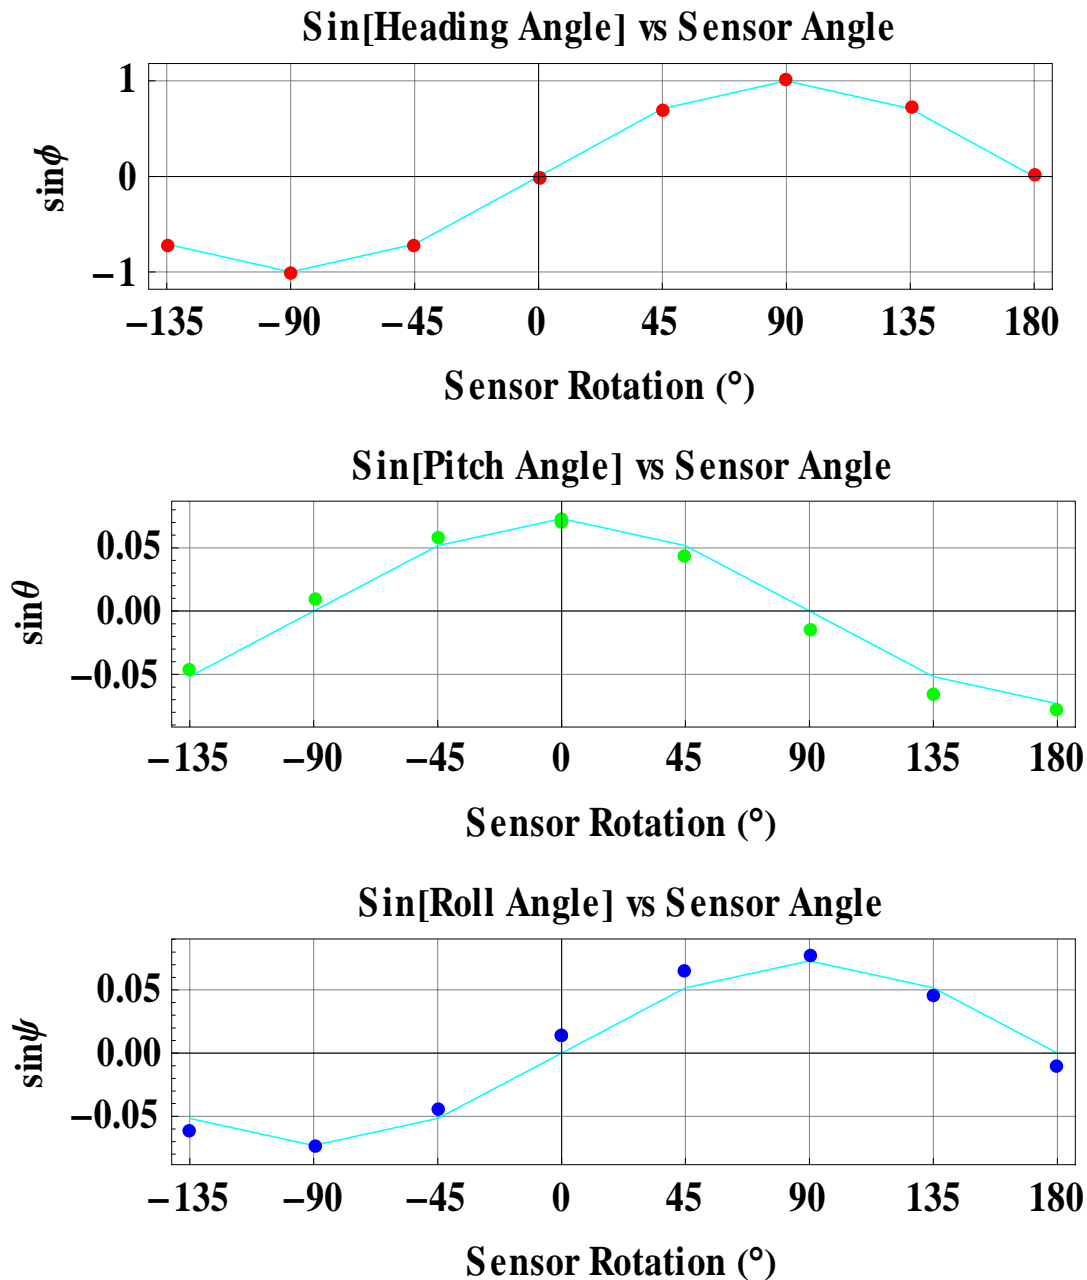 Sin[Heading Angle] vs Sensor Angle
1
0
−1
sinϕ
−135 −90 −45 0 45 90 135 180
Sensor Rotation (°)
Sin[Pitch Angle] vs Sensor Angle
0.05
0.00
−0.05
sinθ
−135 −90 −45 0 45 90 135 180
Sensor Rotation (°)
Sin[Roll Angle] vs Sensor Angle
0.05
0.00
−0.05
sinψ
−135 −90 −45 0 45 90 135 180
Sensor Rotation (°)